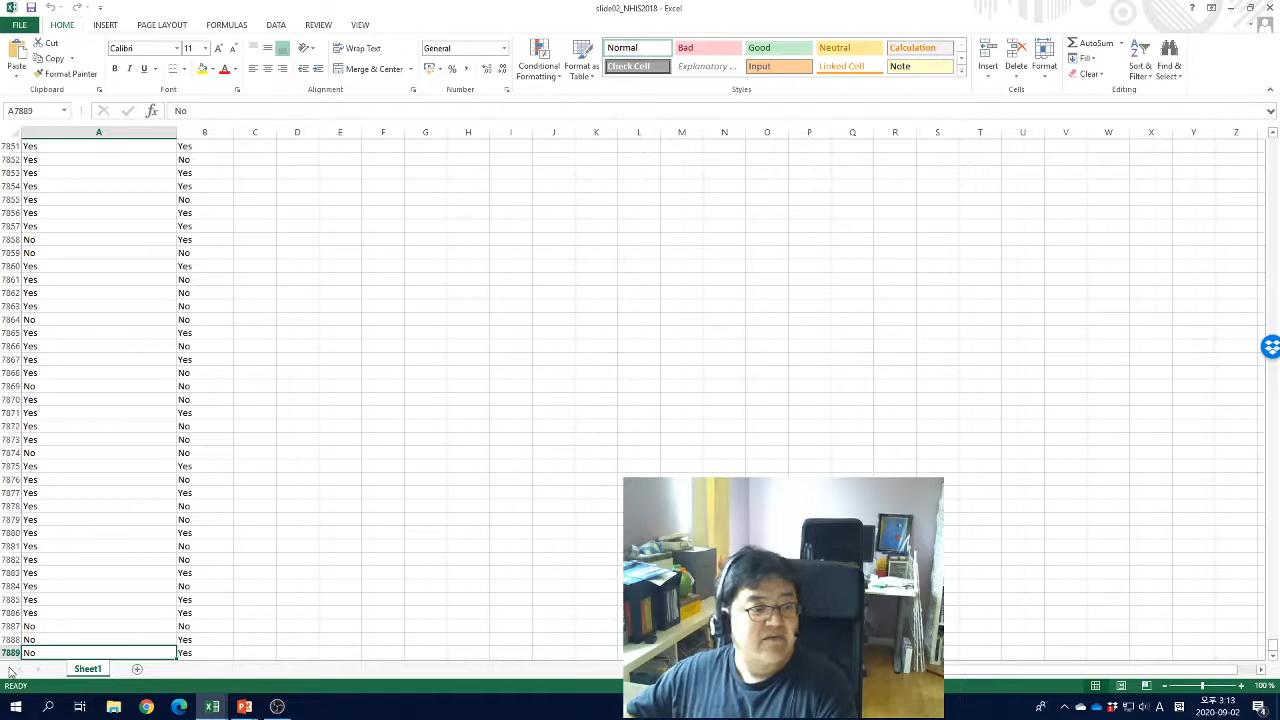 slide02_NHIS2018 - Excel
FILE HOME INSERT PAGE LAYOUT FORMULAS DATA REVIEW VIEW
Paste
Cut
Copy
Format Painter
Clipboard
Calibri 11
B I U
Font
Wrap Text
Merge & Center
Alignment
General
%
Number
Conditional Formatting
Format as Table
Normal Bad Good Neutral Calculation
Check Cell Explanatory ... Input Linked Cell Note
Styles
Insert Delete Format
Cells
AutoSum
Fill
Clear
Sort & Filter
Find & Select
Editing
A7889 fx No
A B C D E F G H I J K L M N O P Q R S T U V W X Y Z
7851 Yes Yes
7852 Yes No
7853 Yes Yes
7854 Yes Yes
7855 Yes No
7856 Yes Yes
7857 Yes Yes
7858 No Yes
7859 No No
7860 Yes Yes
7861 Yes No
7862 Yes No
7863 Yes No
7864 No No
7865 Yes Yes
7866 Yes No
7867 Yes Yes
7868 Yes No
7869 No No
7870 Yes No
7871 Yes Yes
7872 Yes No
7873 Yes No
7874 No No
7875 Yes Yes
7876 Yes No
7877 Yes Yes
7878 Yes No
7879 Yes No
7880 Yes Yes
7881 Yes No
7882 Yes No
7883 Yes Yes
7884 Yes No
7885 Yes Yes
7886 Yes Yes
7887 No No
7888 No Yes
7889 No Yes
Sheet1
READY
100 %
A
오후 3:13
2020-09-02